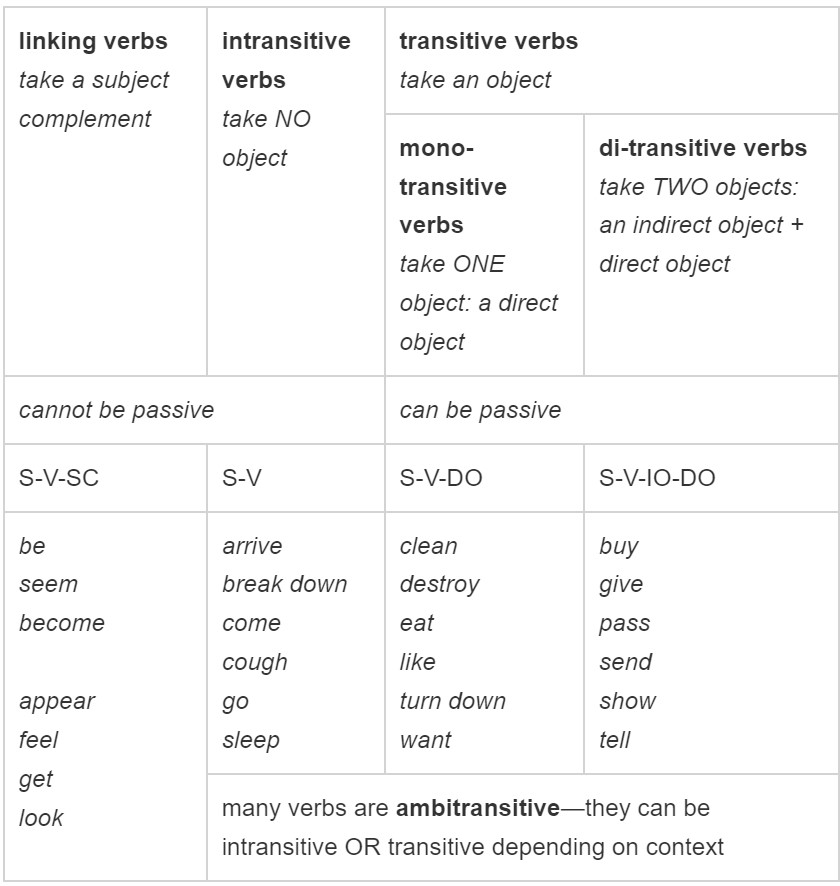 linking verbs
take a subject
complement
intransitive
verbs
take NO
object
transitive verbs
take an object
mono-
transitive
verbs
take ONE
object: a direct
object
di-transitive verbs
take TWO objects:
an indirect object +
direct object
cannot be passive
can be passive
S-V-SC
S-V
S-V-DO
S-V-IO-DO
be
seem
become
appear
feel
get
look
arrive
break down
come
cough
go
sleep
clean
destroy
eat
like
turn down
want
buy
give
pass
send
show
tell
many verbs are ambitransitive—they can be
intransitive OR transitive depending on context